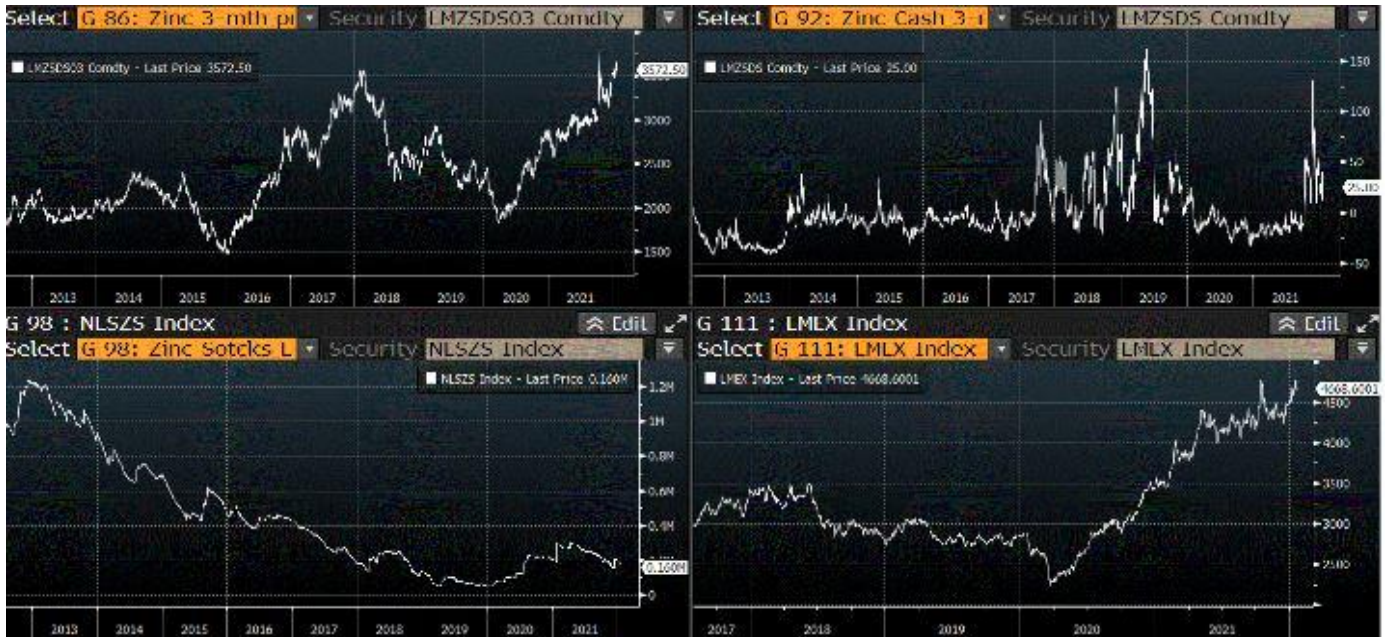 Select G 86: Zinc 3-mth pr Security LMZSDS03 Comdty
LMZSDS03 Comdty - Last Price 3572.50
3572.50
3500
3000
2500
2000
1500
2013 2014 2015 2016 2017 2018 2019 2020 2021
Select G 92: Zinc Cash 3-m Security LMZSDS Comdty
LMZSDS Comdty - Last Price 25.00
150
100
50
25.00
0
-50
2013 2014 2015 2016 2017 2018 2019 2020 2021
G 98 : NLSZS Index Edit
Select G 98: Zinc Sotcks L Security NLSZS Index
NLSZS Index - Last Price 0.160M
1.2M
1M
0.8M
0.6M
0.4M
0.160M
0
2013 2014 2015 2016 2017 2018 2019 2020 2021
G 111 : LMEX Index Edit
Select G 111: LMEX Index Security LMEX Index
LMEX Index - Last Price 4668.6001
4668.6001
4500
4000
3500
3000
2500
2017 2018 2019 2020 2021